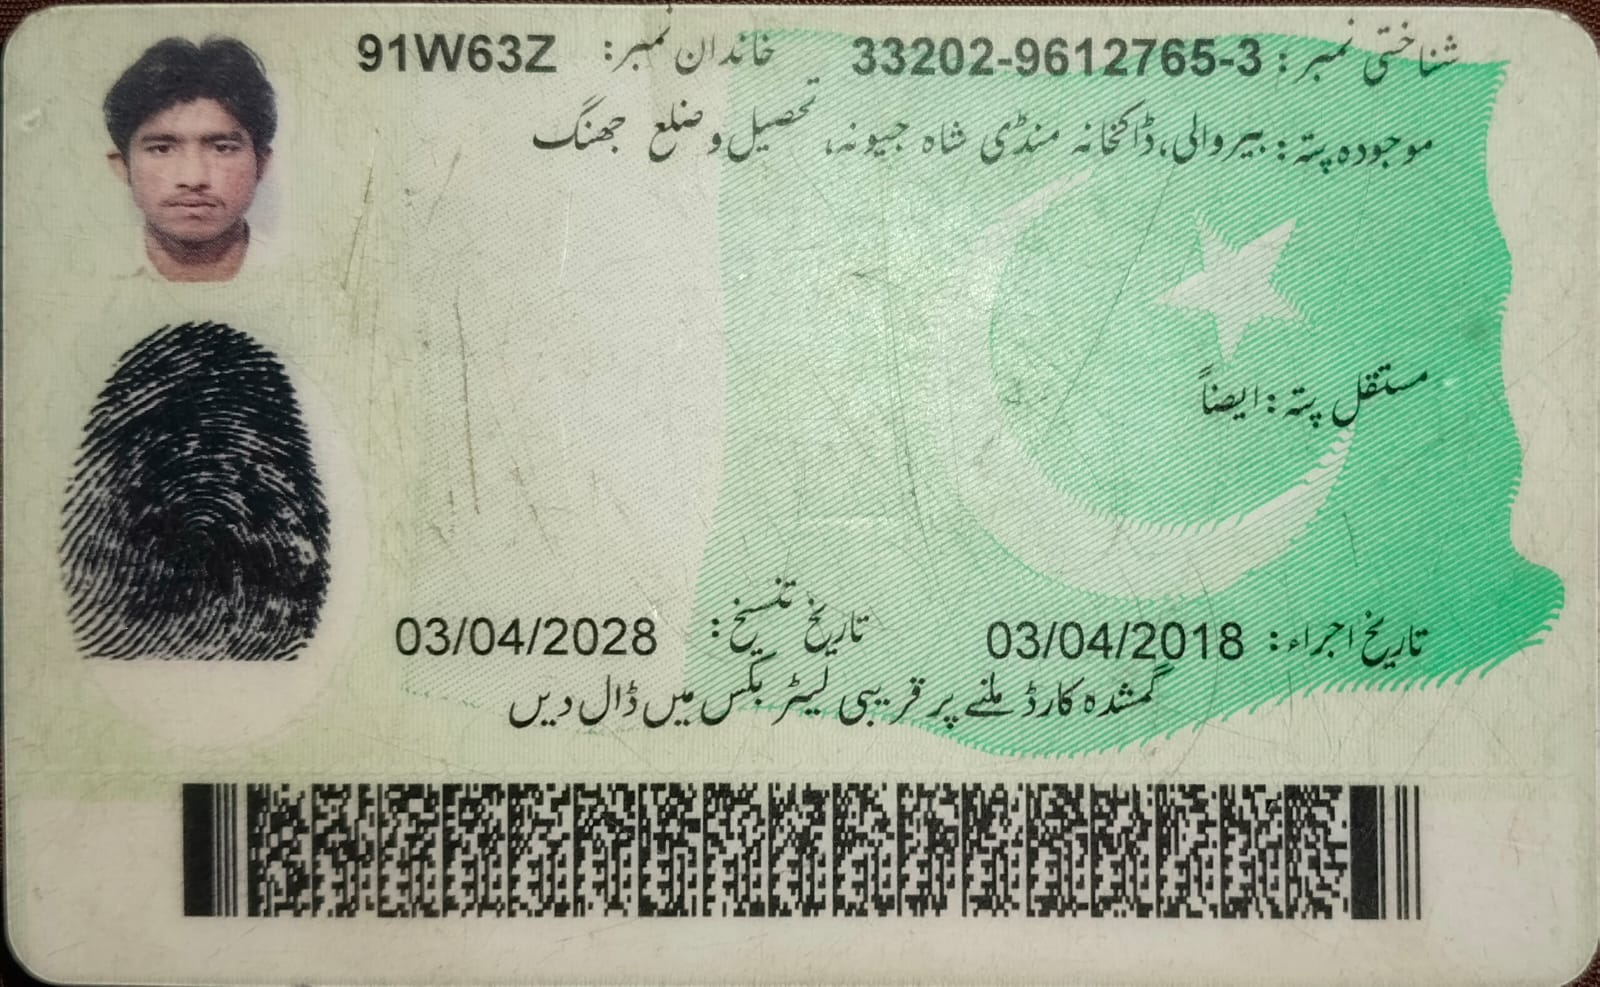 شناختی نمبر: 33202-9612765-3 خاندان نمبر: 91W63Z
موجودہ پتہ: بیروالی، ڈاکخانہ منڈی شاہ جیونہ، تحصیل و ضلع جھنگ
مستقل پتہ: ایضاً
تاریخ اجراء: 03/04/2018 تاریخ تنسیخ: 03/04/2028
گمشدہ کارڈ ملنے پر قریبی لیٹر بکس میں ڈال دیں